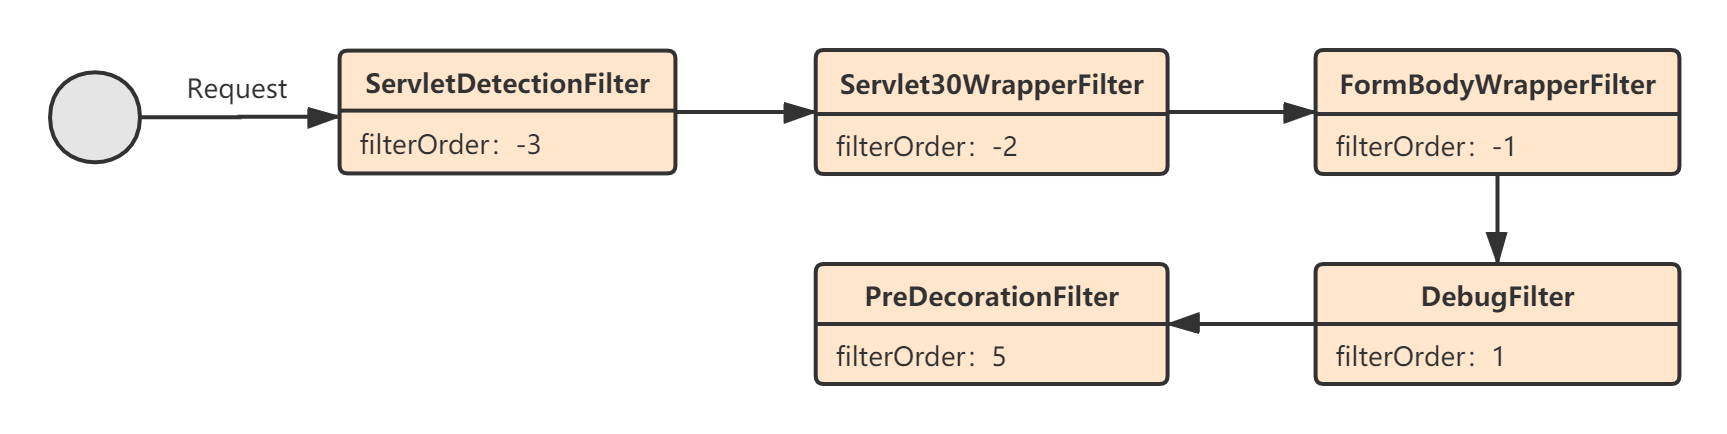 Request
ServletDetectionFilter
filterOrder：-3
Servlet30WrapperFilter
filterOrder：-2
FormBodyWrapperFilter
filterOrder：-1
DebugFilter
filterOrder：1
PreDecorationFilter
filterOrder：5